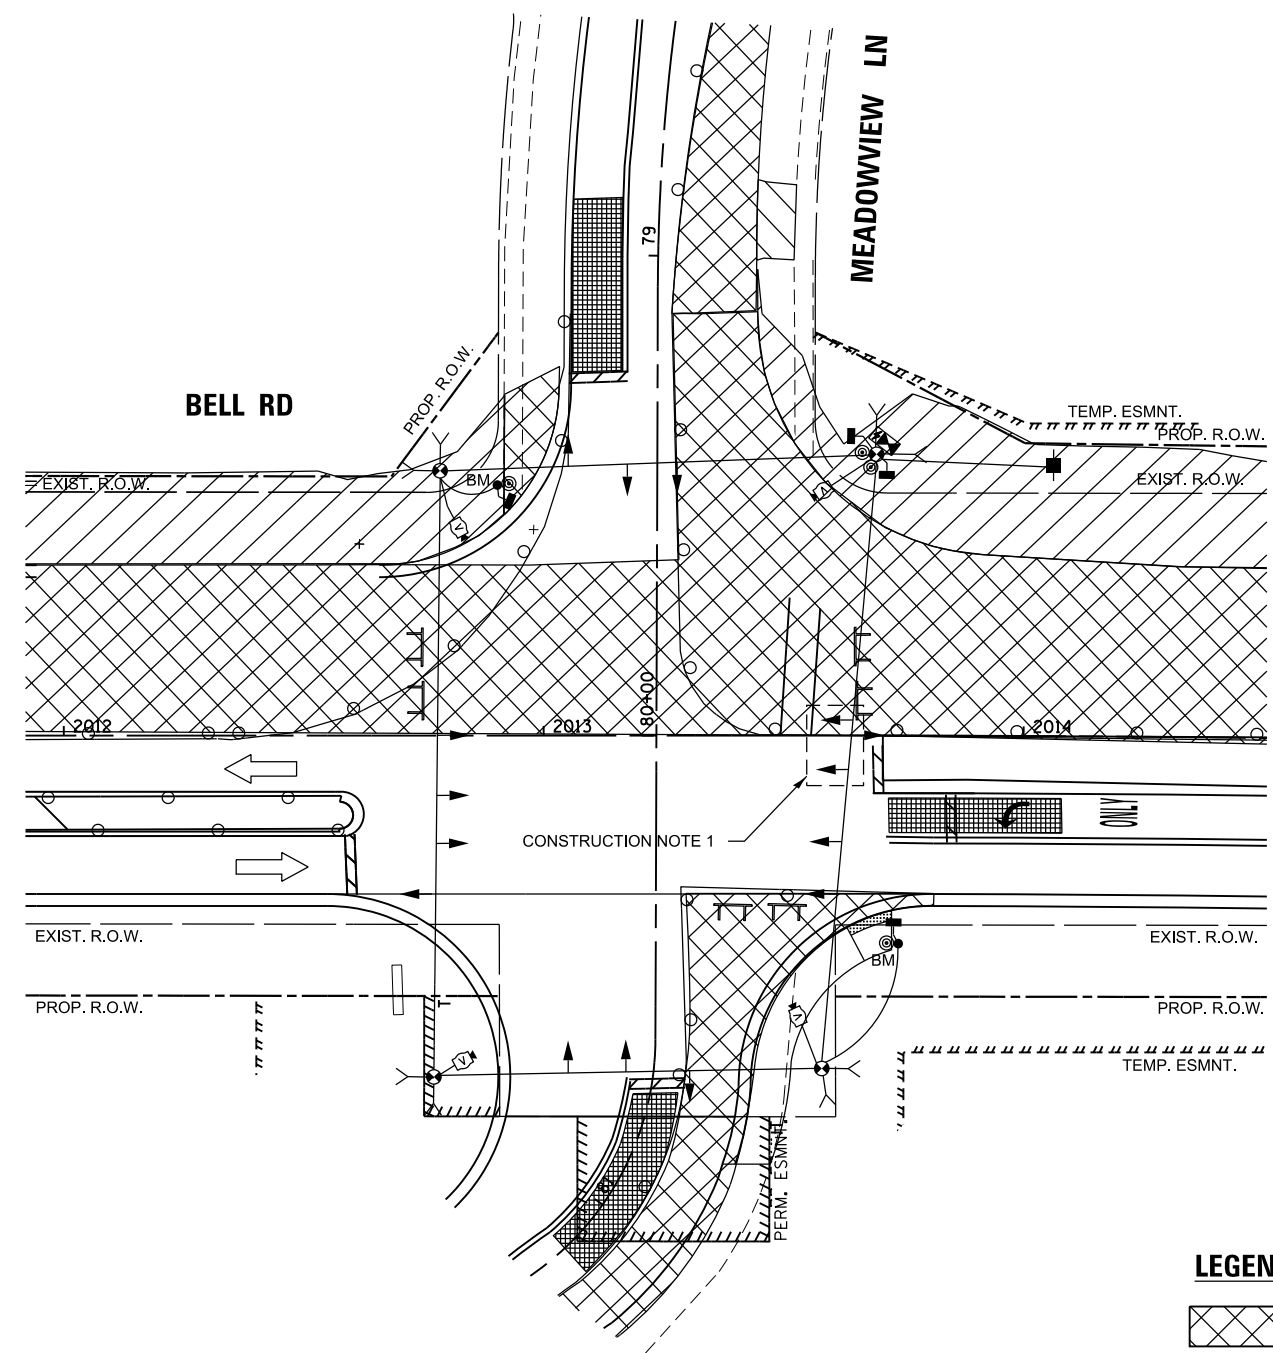 MEADOWVIEW LN
79
BELL RD
PROP. R.O.W.
TEMP. ESMNT.
PROP. R.O.W.
EXIST. R.O.W.
BM
EXIST. R.O.W.
V
V
80+00
2012
2013
2014
ONLY
CONSTRUCTION NOTE 1
EXIST. R.O.W.
EXIST. R.O.W.
BM
PROP. R.O.W.
PROP. R.O.W.
V
V
TEMP. ESMNT.
PERM. ESMNT.
81
LEGEN